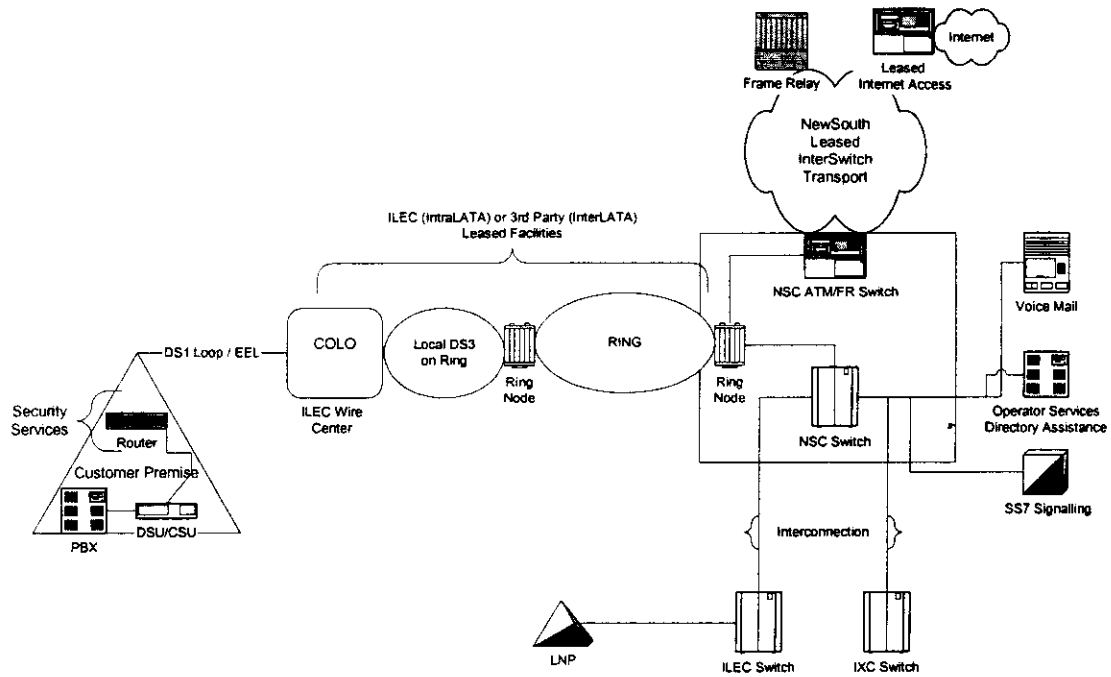 Internet
Frame Relay
Leased
Internet Access
NewSouth
Leased
InterSwitch
Transport
ILEC (IntraLATA) or 3rd Party (InterLATA)
Leased Facilities
NSC ATM/FR Switch
Voice Mail
DS1 Loop / EEL
COLO
Local DS3
on Ring
RING
Ring
Node
Ring
Node
ILEC Wire
Center
Security
Services
Router
NSC Switch
Operator Services
Directory Assistance
Customer Premise
SS7 Signalling
PBX
DSU/CSU
Interconnection
LNP
ILEC Switch
IXC Switch